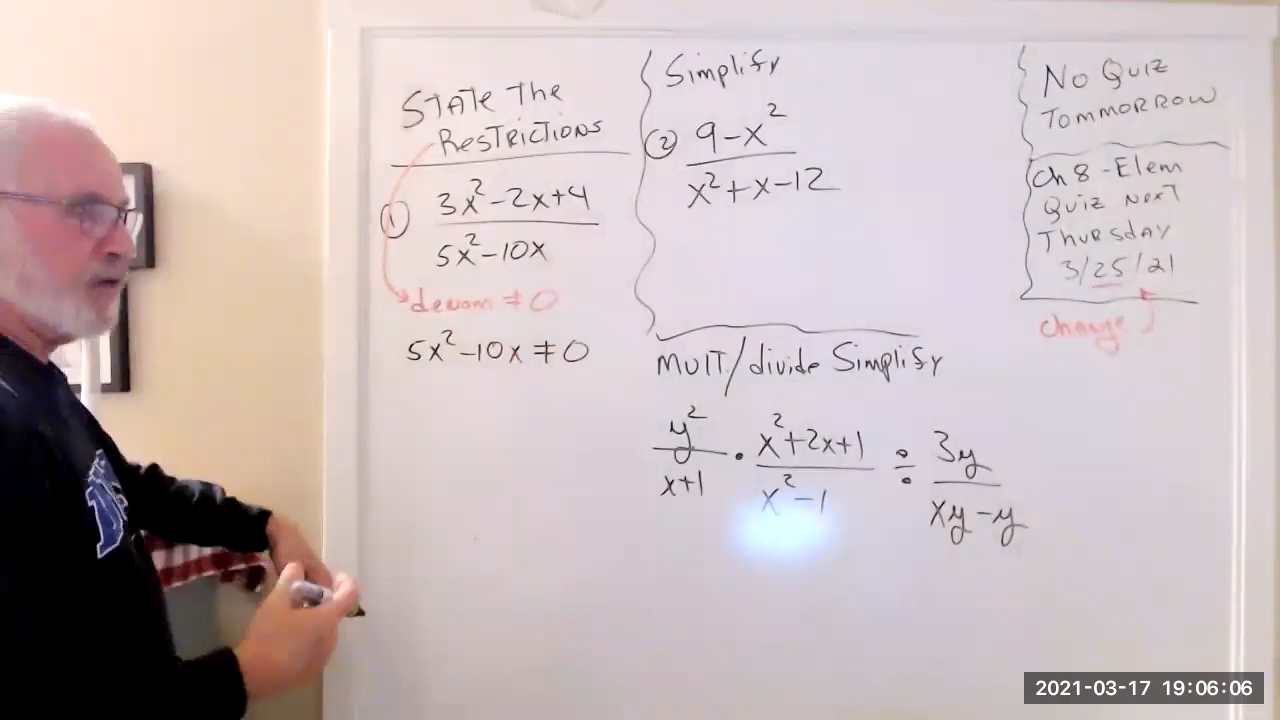 State The
Restrictions
① 3x² - 2x + 4
5x² - 10x
denom ≠ 0
5x² - 10x ≠ 0
Simplify
② 9 - x²
x² + x - 12
Mult/divide Simplify
y² · x² + 2x + 1 ÷ 3y
x + 1 x² - 1 xy - y
No Quiz
Tommorrow
Ch 8 - Elem
Quiz Next
Thursday
3/25/21
change
2021-03-17 19:06:06